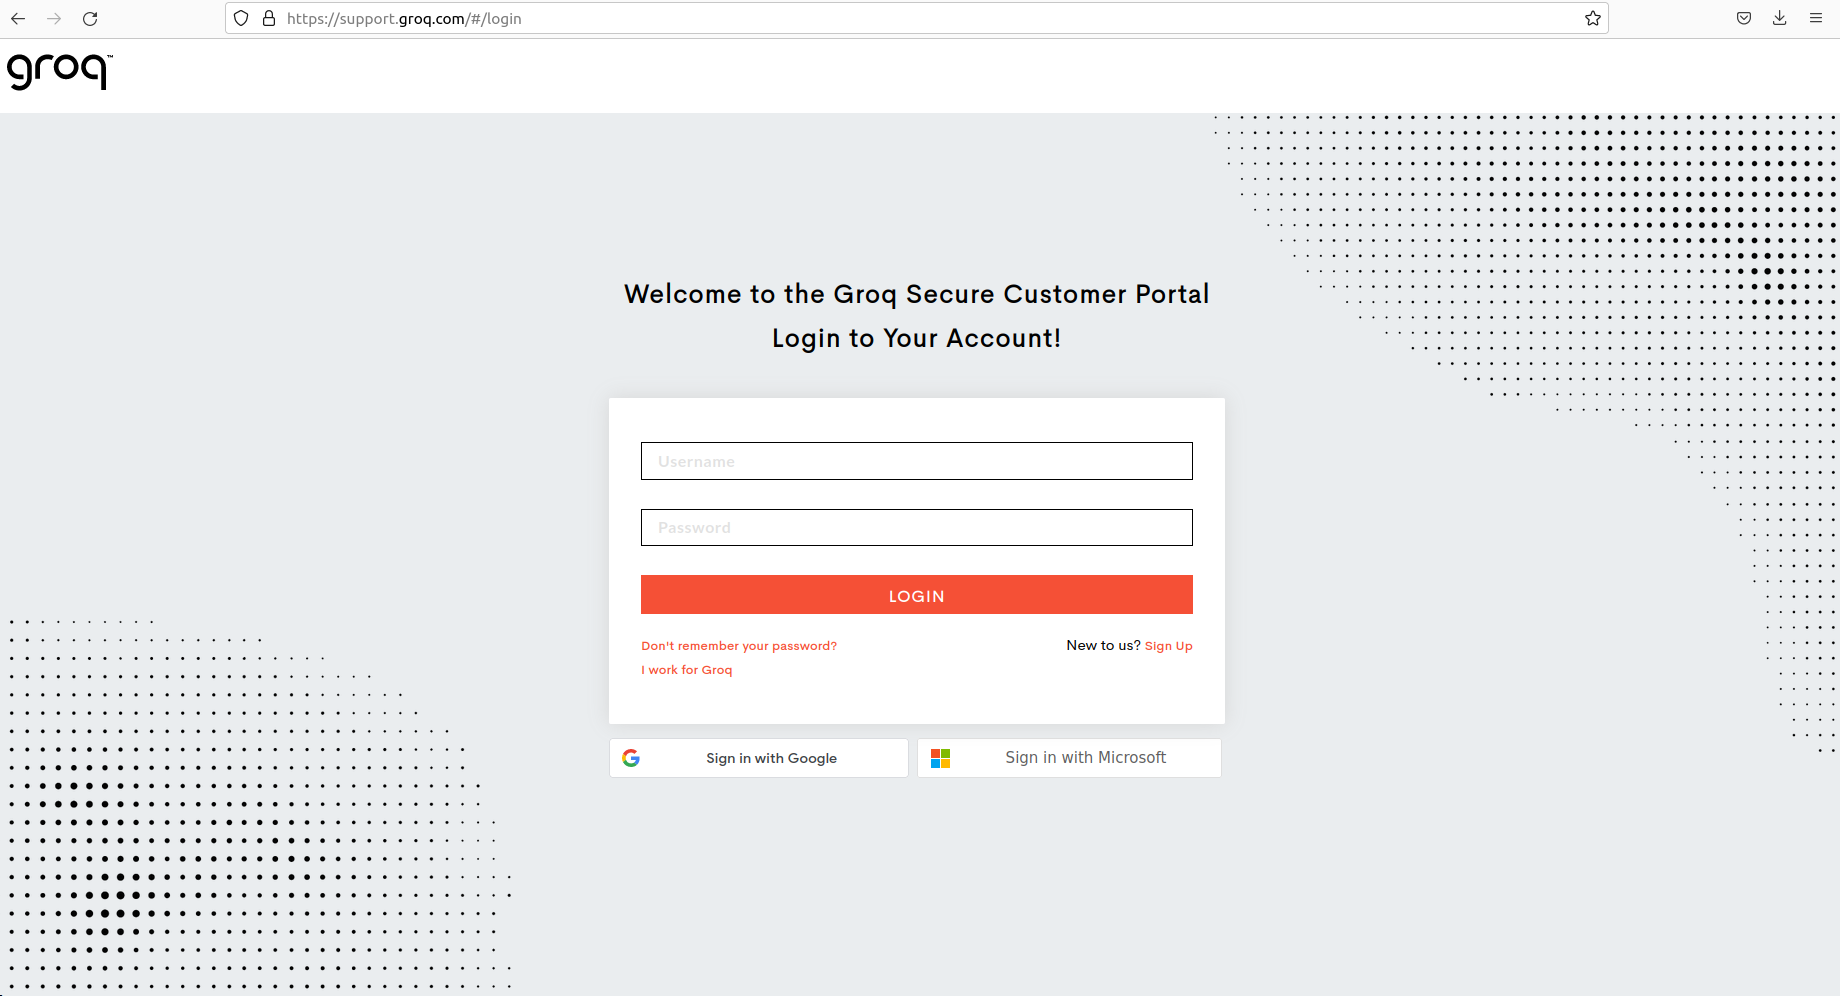 https://support.groq.com/#/login
groq™
Welcome to the Groq Secure Customer Portal
Login to Your Account!
Username
Password
LOGIN
Don't remember your password?
New to us? Sign Up
I work for Groq
Sign in with Google
Sign in with Microsoft